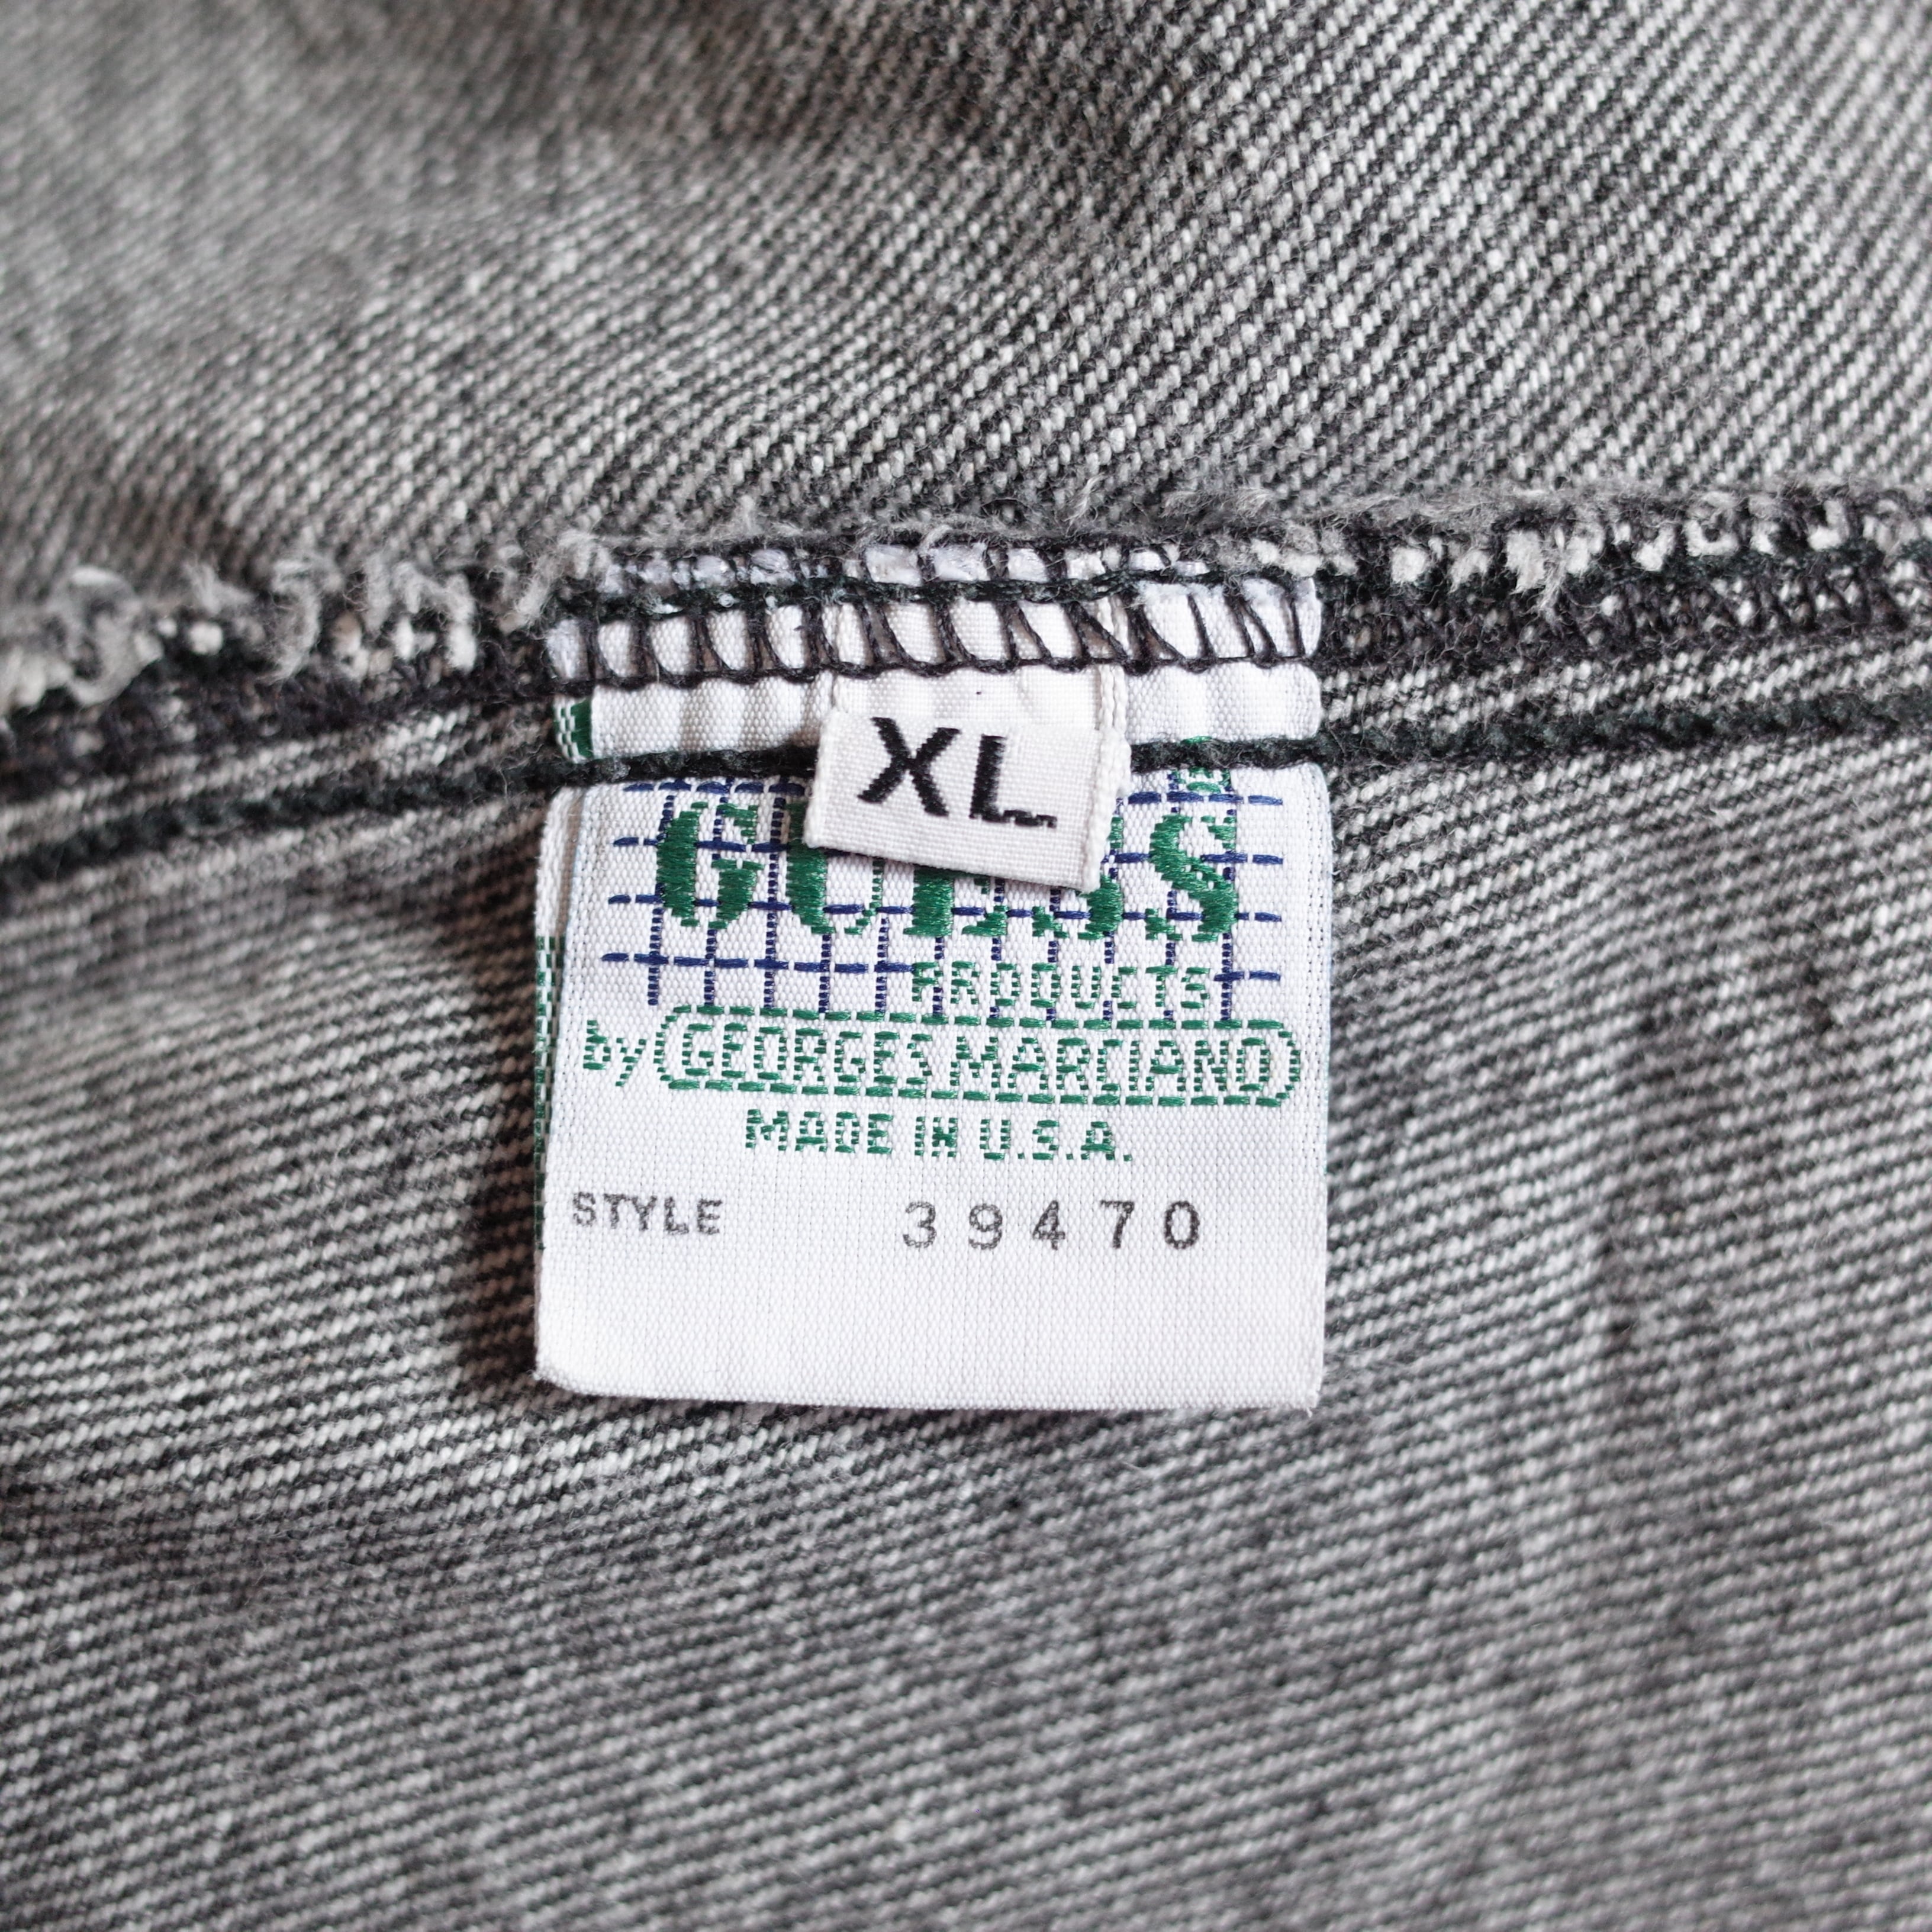 XL
GUESS
PRODUCTS
by GEORGES MARCIANO
MADE IN U.S.A.
STYLE 39470